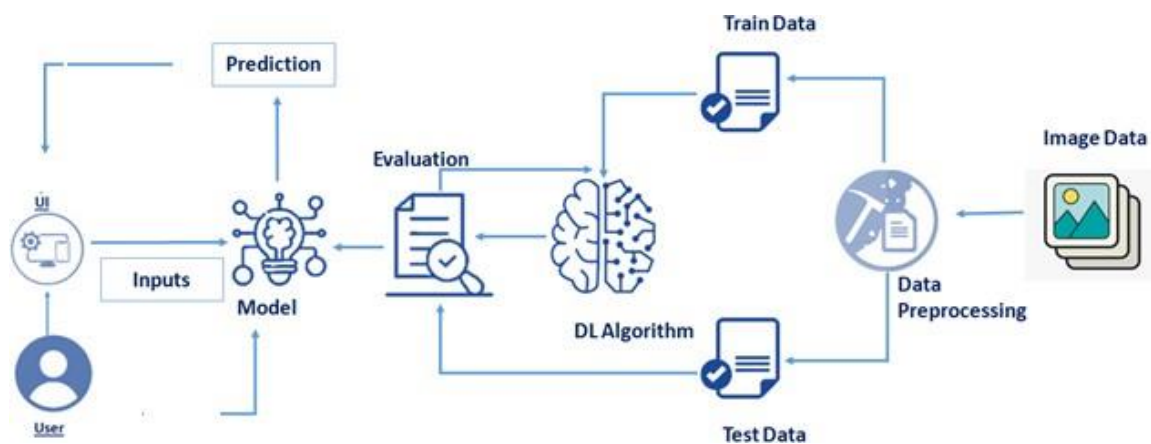 Train Data
Prediction
Image Data
Evaluation
UI
Inputs
Model
Data
Preprocessing
DL Algorithm
User
Test Data